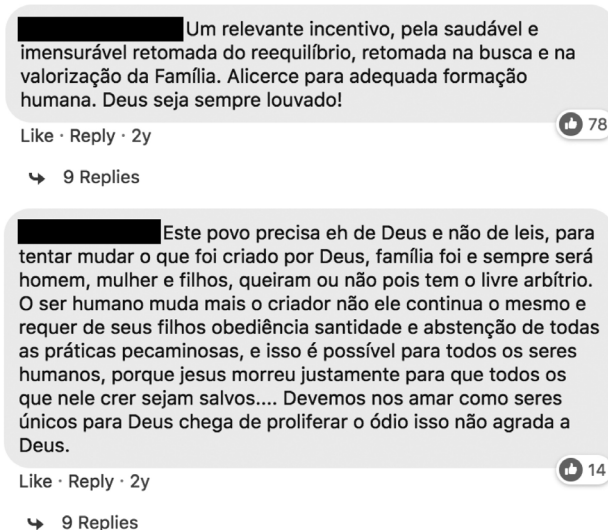 Um relevante incentivo, pela saudável e
imensurável retomada do reequilíbrio, retomada na busca e na
valorização da Família. Alicerce para adequada formação
humana. Deus seja sempre louvado!
78
Like · Reply · 2y
9 Replies
Este povo precisa eh de Deus e não de leis, para
tentar mudar o que foi criado por Deus, família foi e sempre será
homem, mulher e filhos, queiram ou não pois tem o livre arbítrio.
O ser humano muda mais o criador não ele continua o mesmo e
requer de seus filhos obediência santidade e abstenção de todas
as práticas pecaminosas, e isso é possível para todos os seres
humanos, porque jesus morreu justamente para que todos os
que nele crer sejam salvos.... Devemos nos amar como seres
únicos para Deus chega de proliferar o ódio isso não agrada a
Deus.
14
Like · Reply · 2y
9 Replies